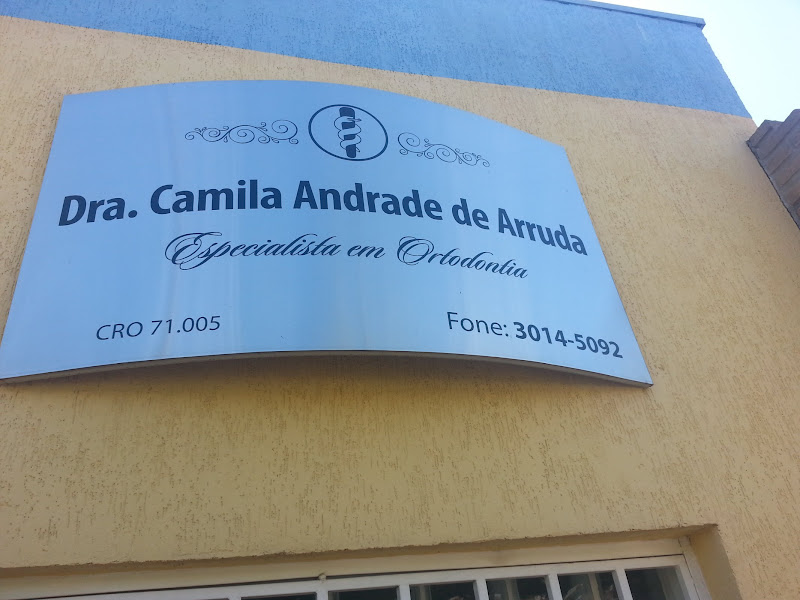 Dra. Camila Andrade de Arruda
Especialista em Ortodontia
CRO 71.005
Fone: 3014-5092